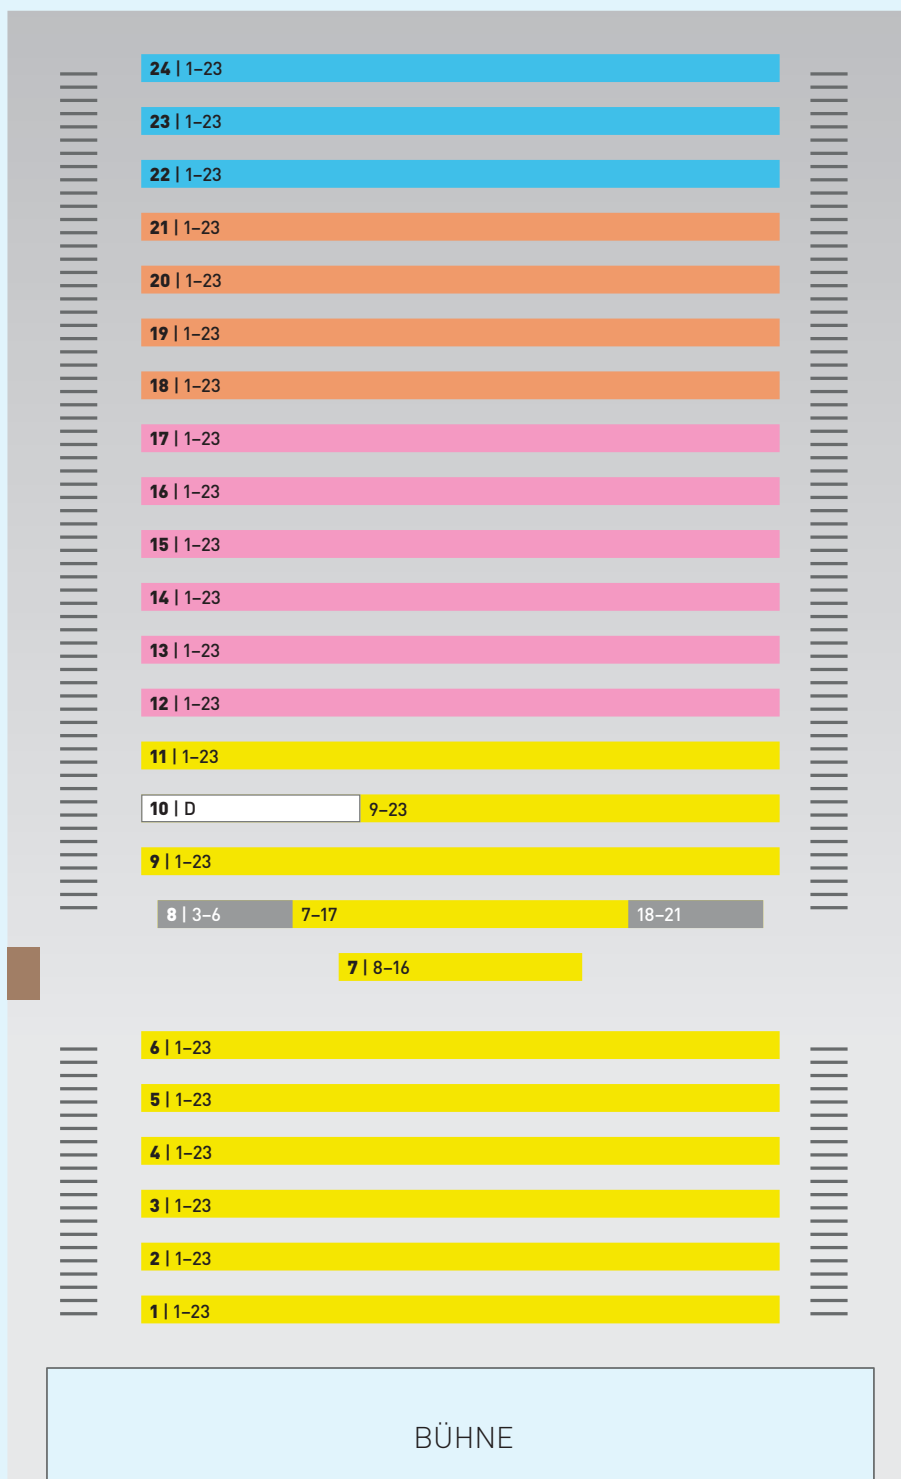 24 | 1–23
23 | 1–23
22 | 1–23
21 | 1–23
20 | 1–23
19 | 1–23
18 | 1–23
17 | 1–23
16 | 1–23
15 | 1–23
14 | 1–23
13 | 1–23
12 | 1–23
11 | 1–23
10 | D 9–23
9 | 1–23
8 | 3–6 7–17 18–21
7 | 8–16
6 | 1–23
5 | 1–23
4 | 1–23
3 | 1–23
2 | 1–23
1 | 1–23
BÜHNE